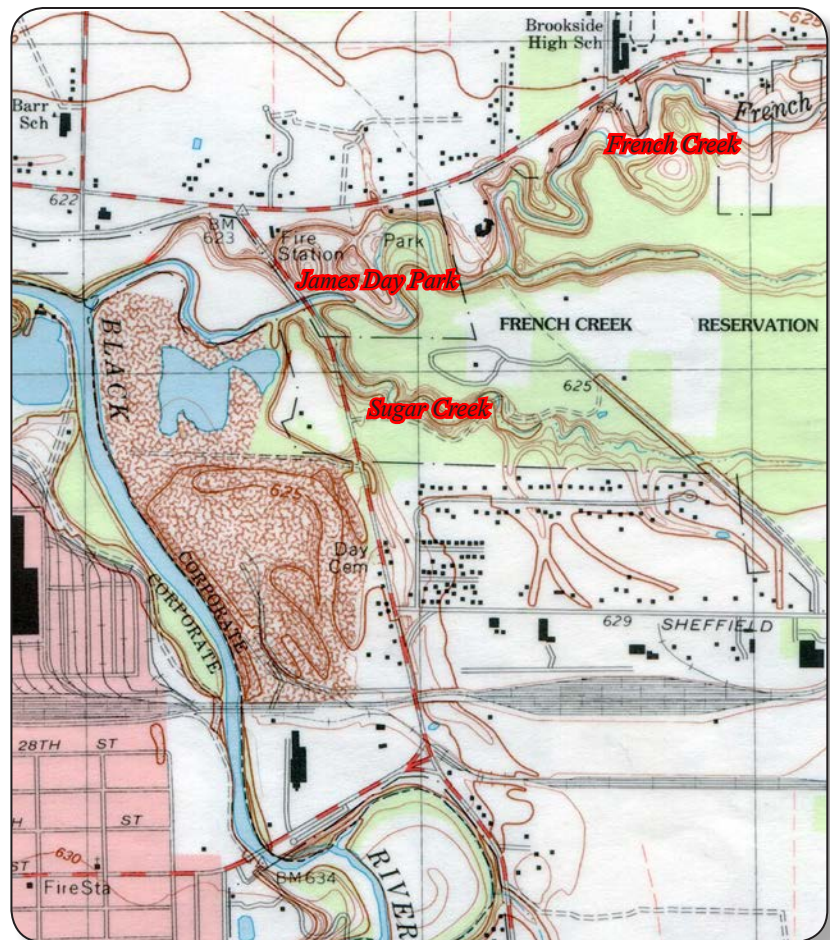 625
Brookside
High Sch
Barr
Sch
624
French
French Creek
622
BM
623
Fire
Station
Park
James Day Park
BLACK
FRENCH CREEK RESERVATION
625
Sugar Creek
625
Day
Cem
CORPORATE
CORPORATE
629
SHEFFIELD
28TH ST
H ST
630
ST
FireSta
BM634
RIVER